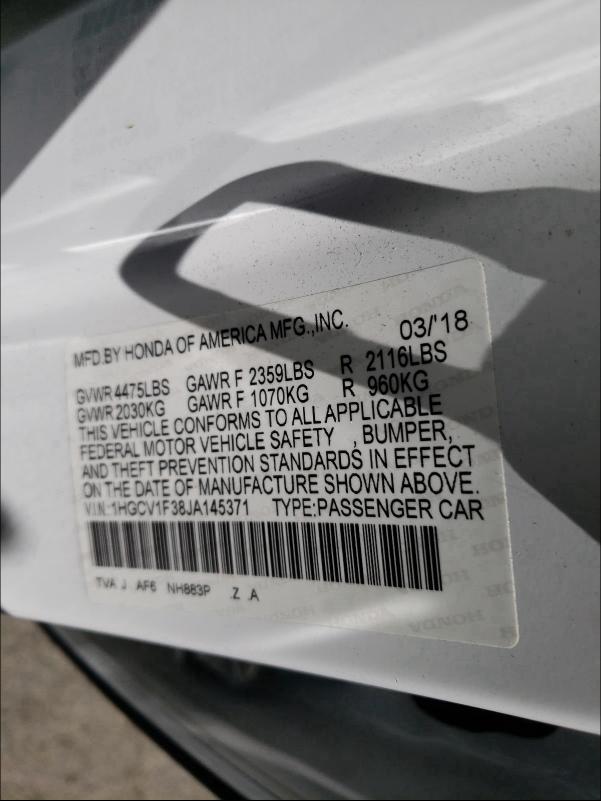 MFD.BY HONDA OF AMERICA MFG.,INC. 03/'18
GVWR 4475LBS GAWR F 2359LBS R 2116LBS
GVWR 2030KG GAWR F 1070KG R 960KG
THIS VEHICLE CONFORMS TO ALL APPLICABLE
FEDERAL MOTOR VEHICLE SAFETY , BUMPER,
AND THEFT PREVENTION STANDARDS IN EFFECT
ON THE DATE OF MANUFACTURE SHOWN ABOVE.
V.I.N.:1HGCV1F38JA145371 TYPE:PASSENGER CAR
TVA J AF6 NH883P .Z .A
HONDA